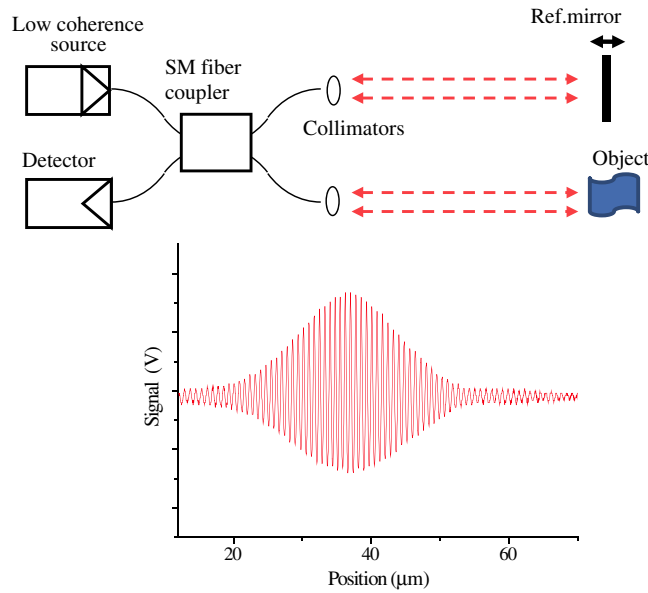 Low coherence
source
SM fiber
coupler
Ref.mirror
Collimators
Detector
Object
Signal (V)
20
40
60
Position (μm)